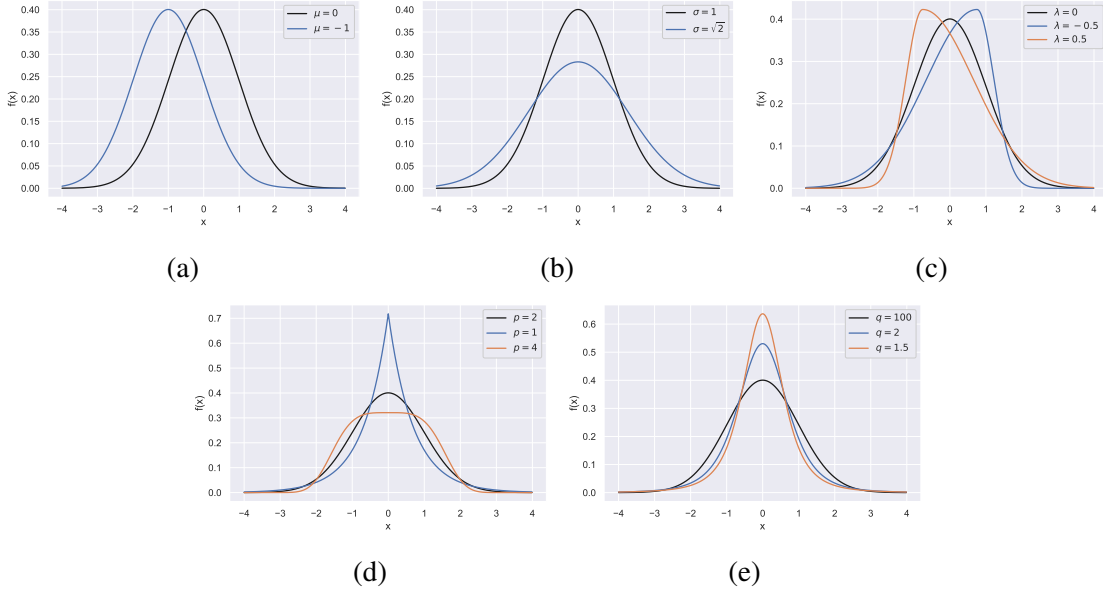 0.40
0.35
0.30
0.25
0.20
0.15
0.10
0.05
0.00
f(x)
−4 −3 −2 −1 0 1 2 3 4
x
μ = 0
μ = −1
(a)
0.40
0.35
0.30
0.25
0.20
0.15
0.10
0.05
0.00
f(x)
−4 −3 −2 −1 0 1 2 3 4
x
σ = 1
σ = √2
(b)
0.4
0.3
0.2
0.1
0.0
f(x)
−4 −3 −2 −1 0 1 2 3 4
x
λ = 0
λ = −0.5
λ = 0.5
(c)
0.7
0.6
0.5
0.4
0.3
0.2
0.1
0.0
f(x)
−4 −3 −2 −1 0 1 2 3 4
x
p = 2
p = 1
p = 4
(d)
0.6
0.5
0.4
0.3
0.2
0.1
0.0
f(x)
−4 −3 −2 −1 0 1 2 3 4
x
q = 100
q = 2
q = 1.5
(e)